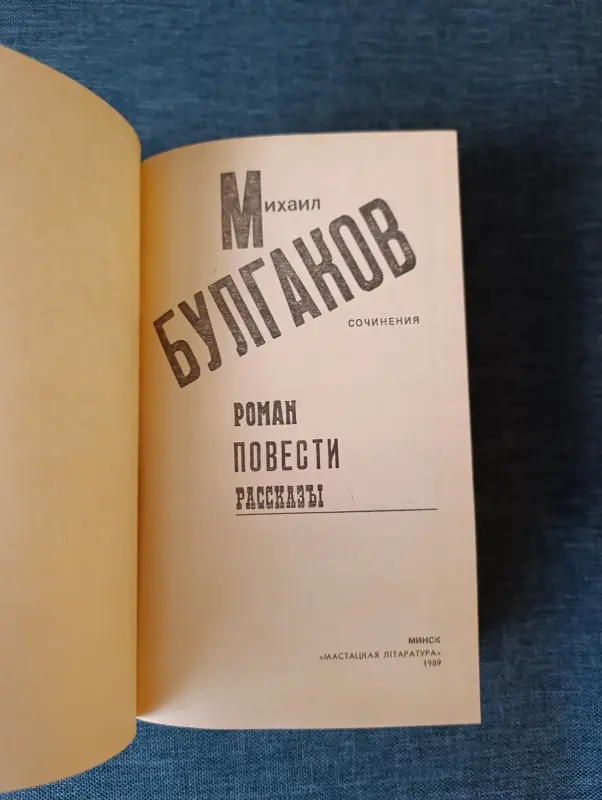 Михаил
БУЛГАКОВ
СОЧИНЕНИЯ
РОМАН
ПОВЕСТИ
РАССКАЗЫ
МИНСК
«МАСТАЦКАЯ ЛІТАРАТУРА»
1989